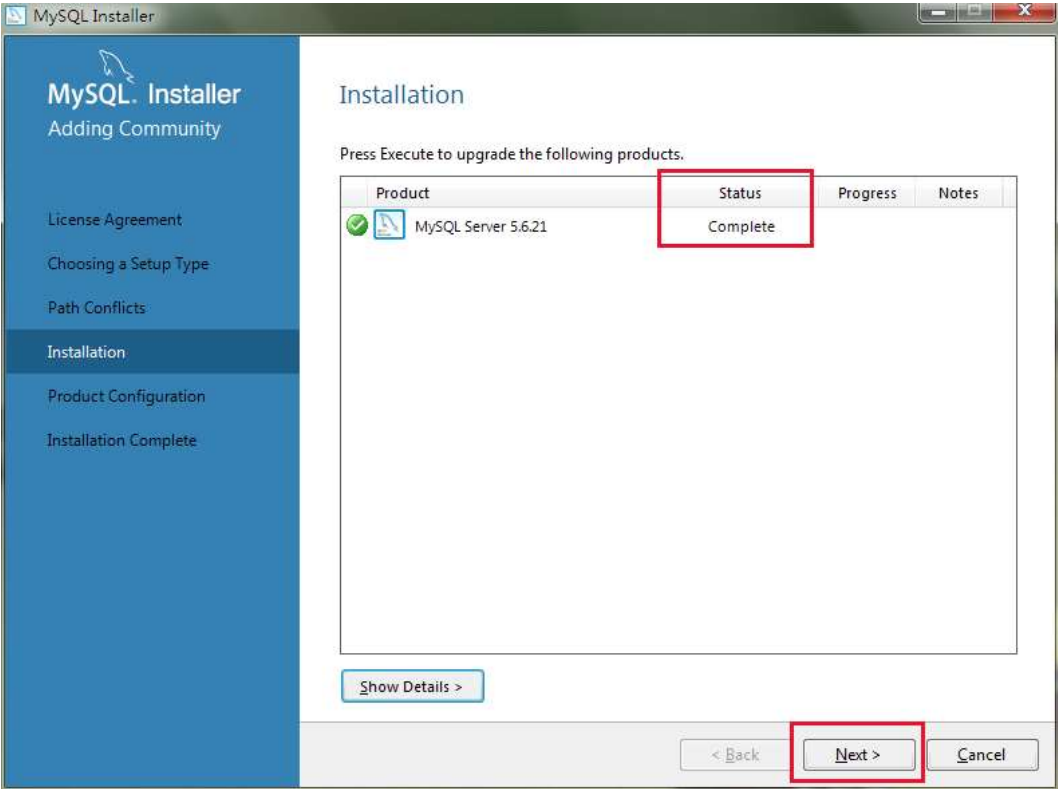 MySQL Installer
MySQL. Installer
Adding Community
License Agreement
Choosing a Setup Type
Path Conflicts
Installation
Product Configuration
Installation Complete
Installation
Press Execute to upgrade the following products.
Product Status Progress Notes
MySQL Server 5.6.21 Complete
Show Details >
< Back Next > Cancel